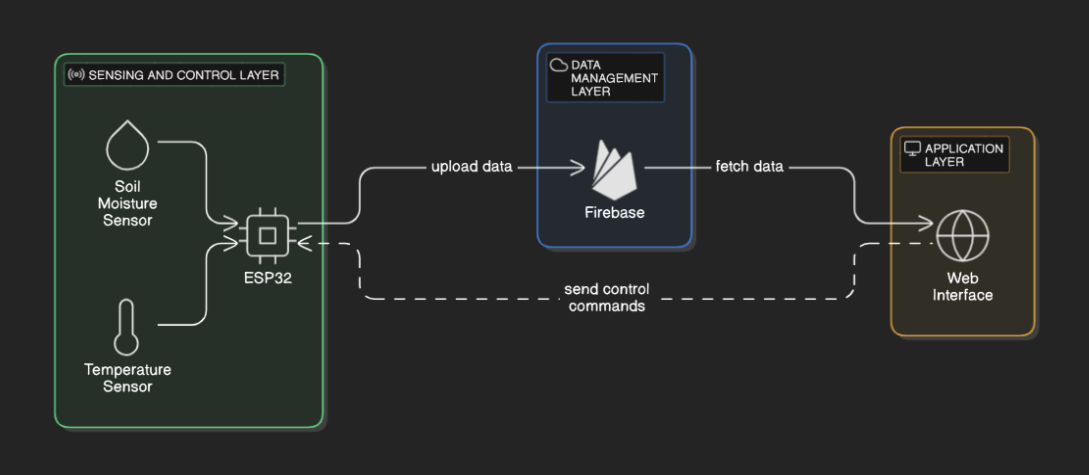 SENSING AND CONTROL LAYER
Soil
Moisture
Sensor
ESP32
Temperature
Sensor
upload data
DATA
MANAGEMENT
LAYER
Firebase
fetch data
send control
commands
APPLICATION
LAYER
Web
Interface